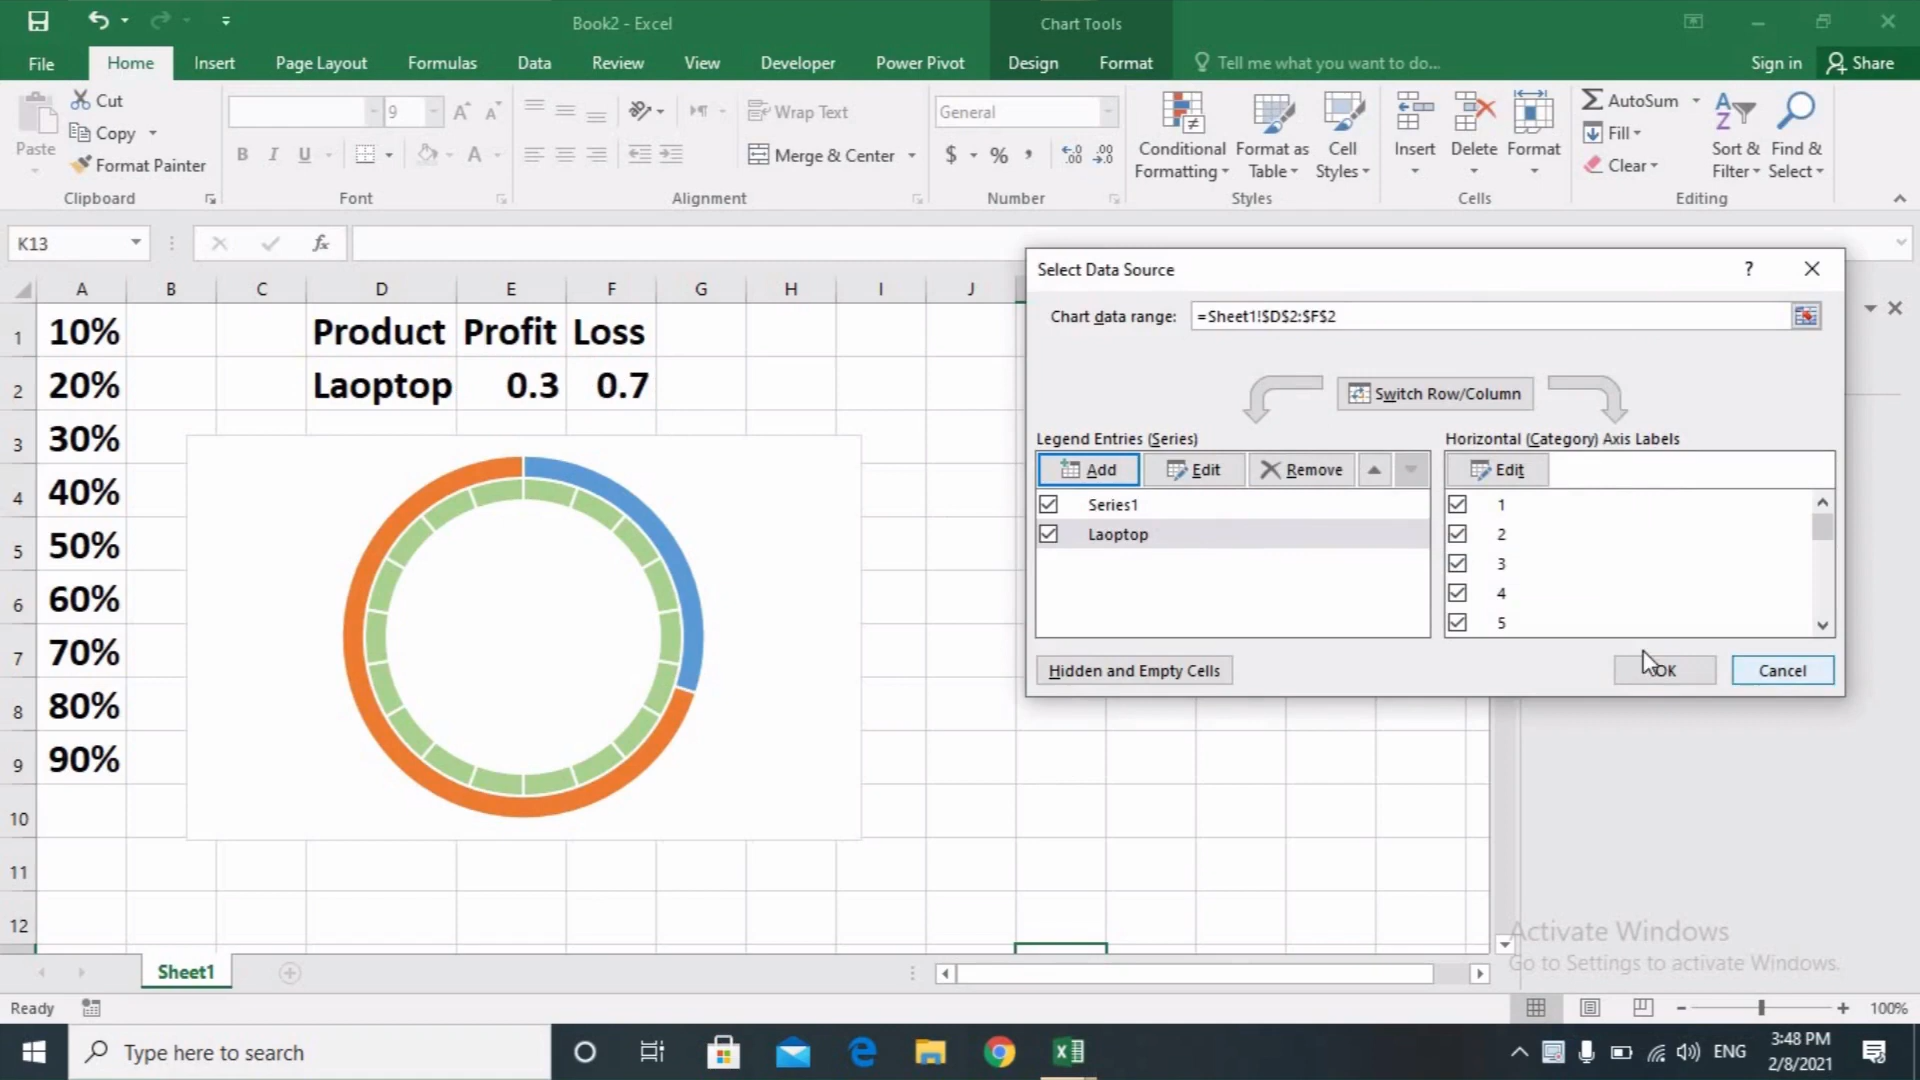 Book2 - Excel
Chart Tools
File
Home
Insert
Page Layout
Formulas
Data
Review
View
Developer
Power Pivot
Design
Format
Tell me what you want to do...
Sign in
Share
Paste
Cut
Copy
Format Painter
Clipboard
9
B I U
Font
Wrap Text
Merge & Center
Alignment
General
$ % ,
Number
Conditional
Formatting
Format as
Table
Cell
Styles
Styles
Insert
Delete
Format
Cells
AutoSum
Fill
Clear
Sort &
Filter
Find &
Select
Editing
K13
fx
A B C D E F G H I J
1 10% Product Profit Loss
2 20% Laoptop 0.3 0.7
3 30%
4 40%
5 50%
6 60%
7 70%
8 80%
9 90%
10
11
12
Select Data Source
?
Chart data range: =Sheet1!$D$2:$F$2
Switch Row/Column
Legend Entries (Series)
Add
Edit
Remove
Series1
Laoptop
Horizontal (Category) Axis Labels
Edit
1
2
3
4
5
Hidden and Empty Cells
OK
Cancel
Activate Windows
Go to Settings to activate Windows.
Sheet1
Ready
100%
Type here to search
ENG
3:48 PM
2/8/2021